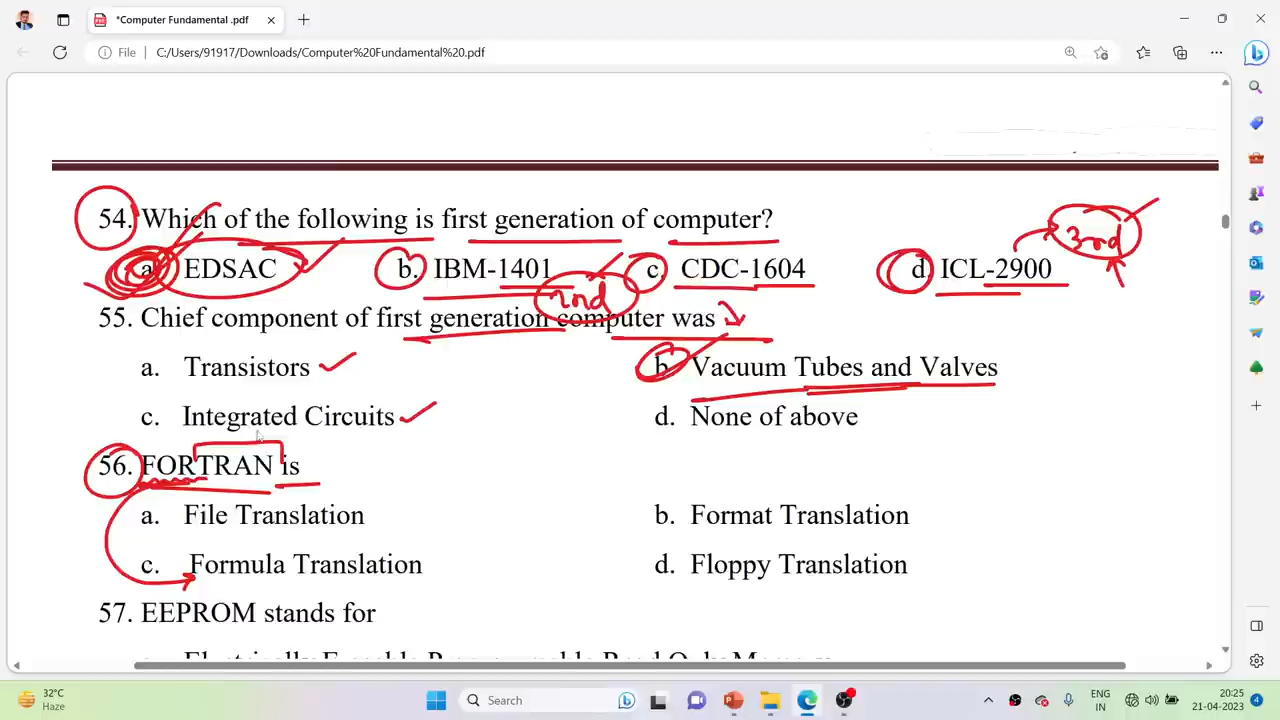 *Computer Fundamental .pdf
File C:/Users/91917/Downloads/Computer%20Fundamental%20.pdf
54. Which of the following is first generation of computer?
3rd
a. EDSAC b. IBM-1401 c. CDC-1604 d. ICL-2900
2nd
55. Chief component of first generation computer was
a. Transistors b. Vacuum Tubes and Valves
c. Integrated Circuits d. None of above
56. FORTRAN is
a. File Translation b. Format Translation
c. Formula Translation d. Floppy Translation
57. EEPROM stands for
32°C
Haze
Search
ENG
IN
20:25
21-04-2023
4